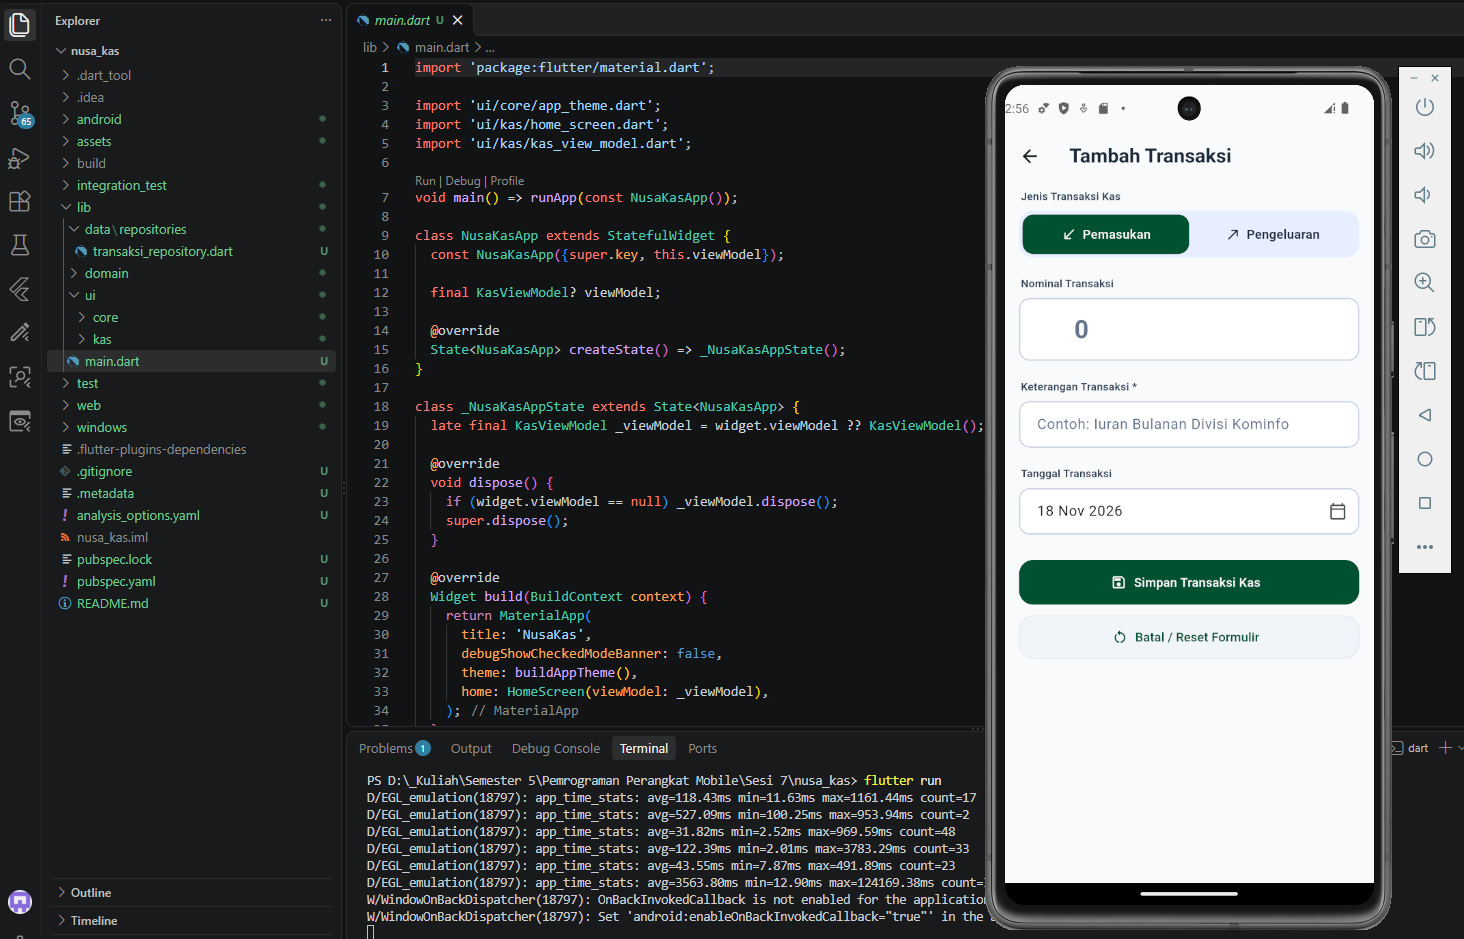 Explorer
nusa_kas
.dart_tool
.idea
android
assets
build
integration_test
lib
data\repositories
transaksi_repository.dart U
domain
ui
core
kas
main.dart U
test
web
windows
.flutter-plugins-dependencies
.gitignore U
.metadata U
analysis_options.yaml U
nusa_kas.iml
pubspec.lock U
pubspec.yaml U
README.md U
Outline
Timeline
65
main.dart U
lib > main.dart > ...
1 import 'package:flutter/material.dart';
2
3 import 'ui/core/app_theme.dart';
4 import 'ui/kas/home_screen.dart';
5 import 'ui/kas/kas_view_model.dart';
6
Run | Debug | Profile
7 void main() => runApp(const NusaKasApp());
8
9 class NusaKasApp extends StatefulWidget {
10 const NusaKasApp({super.key, this.viewModel});
11
12 final KasViewModel? viewModel;
13
14 @override
15 State<NusaKasApp> createState() => _NusaKasAppState();
16 }
17
18 class _NusaKasAppState extends State<NusaKasApp> {
19 late final KasViewModel _viewModel = widget.viewModel ?? KasViewModel();
20
21 @override
22 void dispose() {
23 if (widget.viewModel == null) _viewModel.dispose();
24 super.dispose();
25 }
26
27 @override
28 Widget build(BuildContext context) {
29 return MaterialApp(
30 title: 'NusaKas',
31 debugShowCheckedModeBanner: false,
32 theme: buildAppTheme(),
33 home: HomeScreen(viewModel: _viewModel),
34 ); // MaterialApp
Problems 1 Output Debug Console Terminal Ports
dart
PS D:\_Kuliah\Semester 5\Pemrograman Perangkat Mobile\Sesi 7\nusa_kas> flutter run
D/EGL_emulation(18797): app_time_stats: avg=118.43ms min=11.63ms max=1161.44ms count=17
D/EGL_emulation(18797): app_time_stats: avg=527.09ms min=100.25ms max=953.94ms count=2
D/EGL_emulation(18797): app_time_stats: avg=31.82ms min=2.52ms max=969.59ms count=48
D/EGL_emulation(18797): app_time_stats: avg=122.39ms min=2.01ms max=3783.29ms count=33
D/EGL_emulation(18797): app_time_stats: avg=43.55ms min=7.87ms max=491.89ms count=23
D/EGL_emulation(18797): app_time_stats: avg=3563.80ms min=12.90ms max=124169.38ms count=
W/WindowOnBackDispatcher(18797): OnBackInvokedCallback is not enabled for the application
W/WindowOnBackDispatcher(18797): Set 'android:enableOnBackInvokedCallback="true"' in the
2:56
Tambah Transaksi
Jenis Transaksi Kas
Pemasukan Pengeluaran
Nominal Transaksi
0
Keterangan Transaksi *
Contoh: Iuran Bulanan Divisi Kominfo
Tanggal Transaksi
18 Nov 2026
Simpan Transaksi Kas
Batal / Reset Formulir